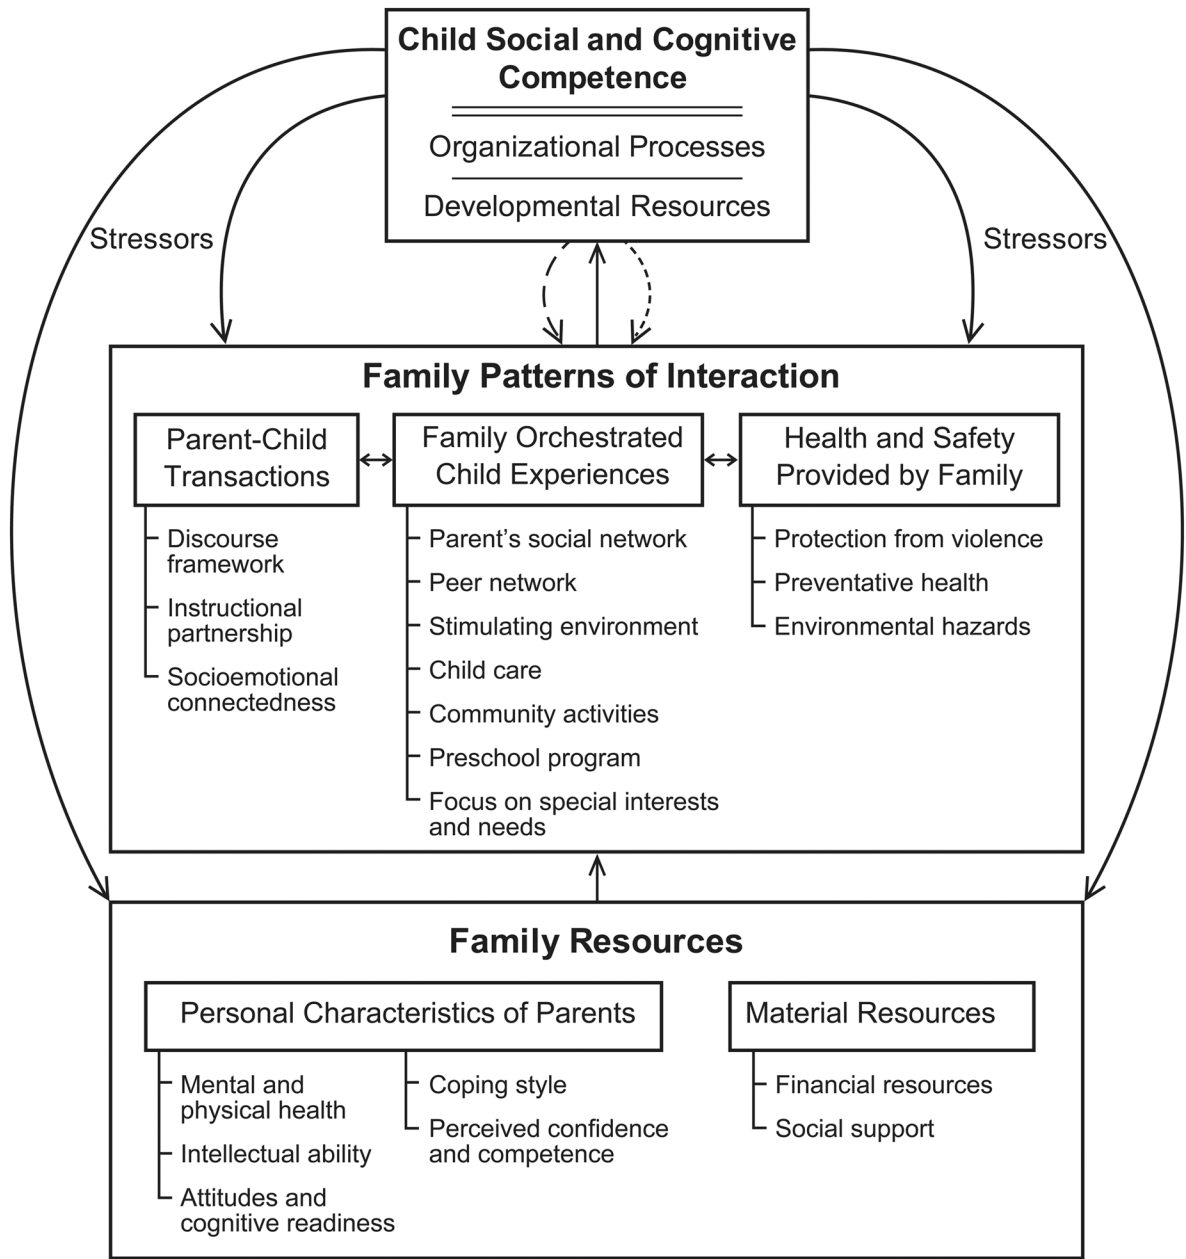 Child Social and Cognitive
Competence
Organizational Processes
Developmental Resources
Stressors
Stressors
Family Patterns of Interaction
Parent-Child
Transactions
Discourse
framework
Instructional
partnership
Socioemotional
connectedness
Family Orchestrated
Child Experiences
Parent’s social network
Peer network
Stimulating environment
Child care
Community activities
Preschool program
Focus on special interests
and needs
Health and Safety
Provided by Family
Protection from violence
Preventative health
Environmental hazards
Family Resources
Personal Characteristics of Parents
Mental and
physical health
Intellectual ability
Attitudes and
cognitive readiness
Coping style
Perceived confidence
and competence
Material Resources
Financial resources
Social support